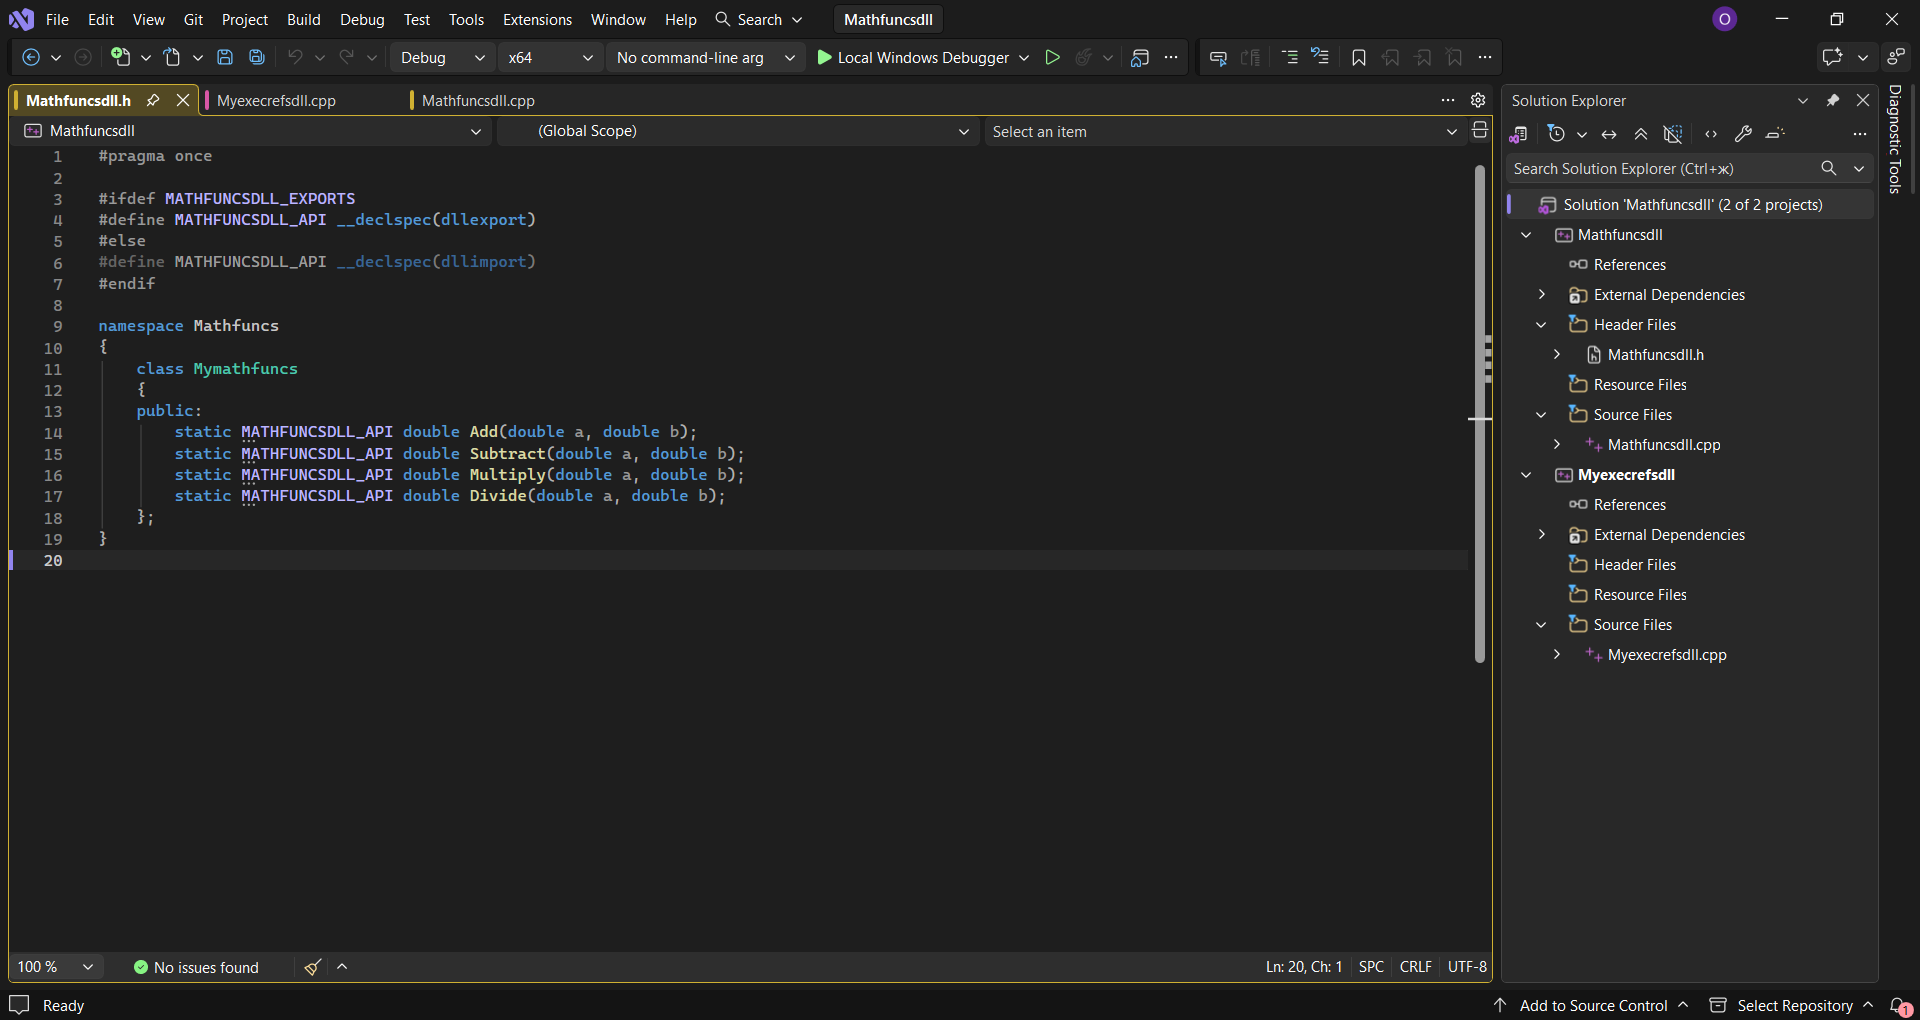 File Edit View Git Project Build Debug Test Tools Extensions Window Help Search Mathfuncsdll O
Debug x64 No command-line arg Local Windows Debugger
Mathfuncsdll.h Myexecrefsdll.cpp Mathfuncsdll.cpp
Mathfuncsdll (Global Scope) Select an item
1 #pragma once
2
3 #ifdef MATHFUNCSDLL_EXPORTS
4 #define MATHFUNCSDLL_API __declspec(dllexport)
5 #else
6 #define MATHFUNCSDLL_API __declspec(dllimport)
7 #endif
8
9 namespace Mathfuncs
10 {
11 class Mymathfuncs
12 {
13 public:
14 static MATHFUNCSDLL_API double Add(double a, double b);
15 static MATHFUNCSDLL_API double Subtract(double a, double b);
16 static MATHFUNCSDLL_API double Multiply(double a, double b);
17 static MATHFUNCSDLL_API double Divide(double a, double b);
18 };
19 }
20
100 % No issues found Ln: 20, Ch: 1 SPC CRLF UTF-8
Solution Explorer
Search Solution Explorer (Ctrl+ж)
Solution 'Mathfuncsdll' (2 of 2 projects)
Mathfuncsdll
References
External Dependencies
Header Files
Mathfuncsdll.h
Resource Files
Source Files
Mathfuncsdll.cpp
Myexecrefsdll
References
External Dependencies
Header Files
Resource Files
Source Files
Myexecrefsdll.cpp
Diagnostic Tools
Ready Add to Source Control Select Repository 1